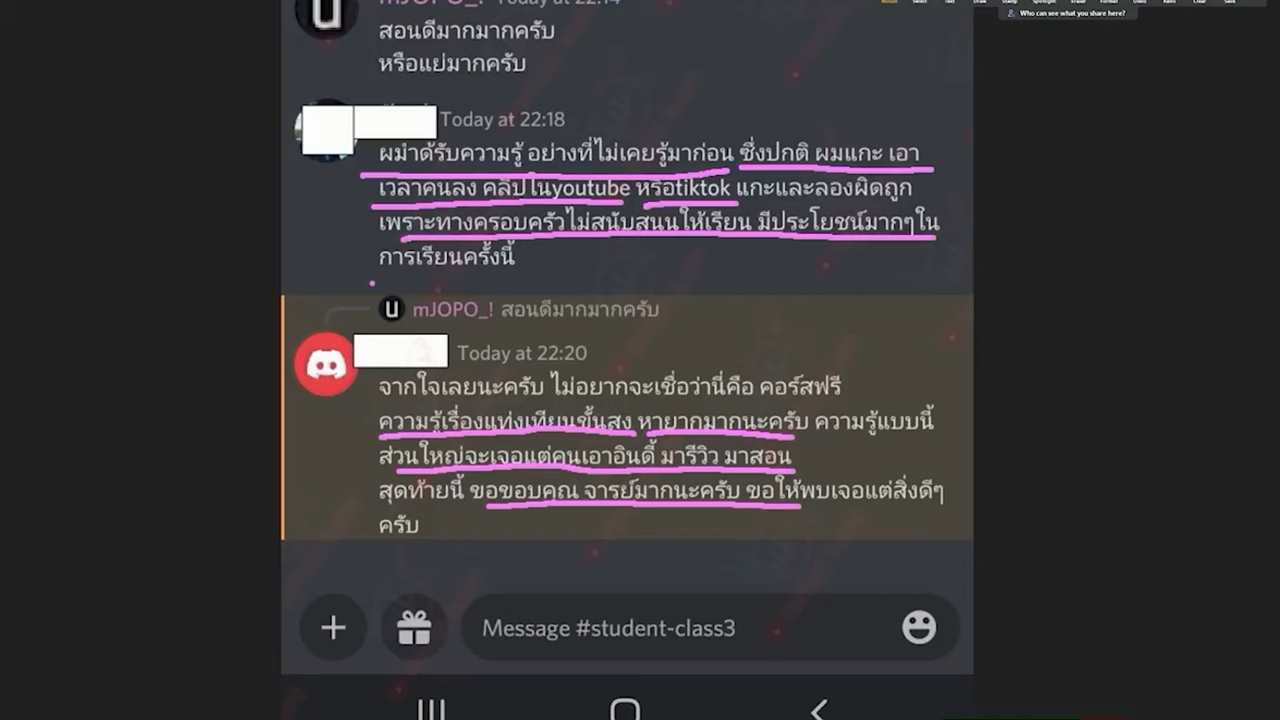 mJOPO_! Today at 22:14
สอนดีมากมากครับ
หรือแย่มากครับ
Today at 22:18
ผมำด้รับความรู้ อย่างที่ไม่เคยรู้มาก่อน ซึ่งปกติ ผมแกะ เอา
เวลาคนลง คลิปในyoutube หรือtiktok แกะและลองผิดถูก
เพราะทางครอบครัวไม่สนับสนนให้เรียน มีประโยชน์มากๆใน
การเรียนครั้งนี้
mJOPO_! สอนดีมากมากครับ
Today at 22:20
จากใจเลยนะครับ ไม่อยากจะเชื่อว่านี่คือ คอร์สฟรี
ความรู้เรื่องแท่งเทียนขั้นสูง หายากมากนะครับ ความรู้แบบนี้
ส่วนใหญ่จะเจอแต่คนเอาอินดี้ มารีวิว มาสอน
สุดท้ายนี้ ขอขอบคุณ จารย์มากนะครับ ขอให้พบเจอแต่สิ่งดีๆ
ครับ
Message #student-class3
Who can see what you share here?